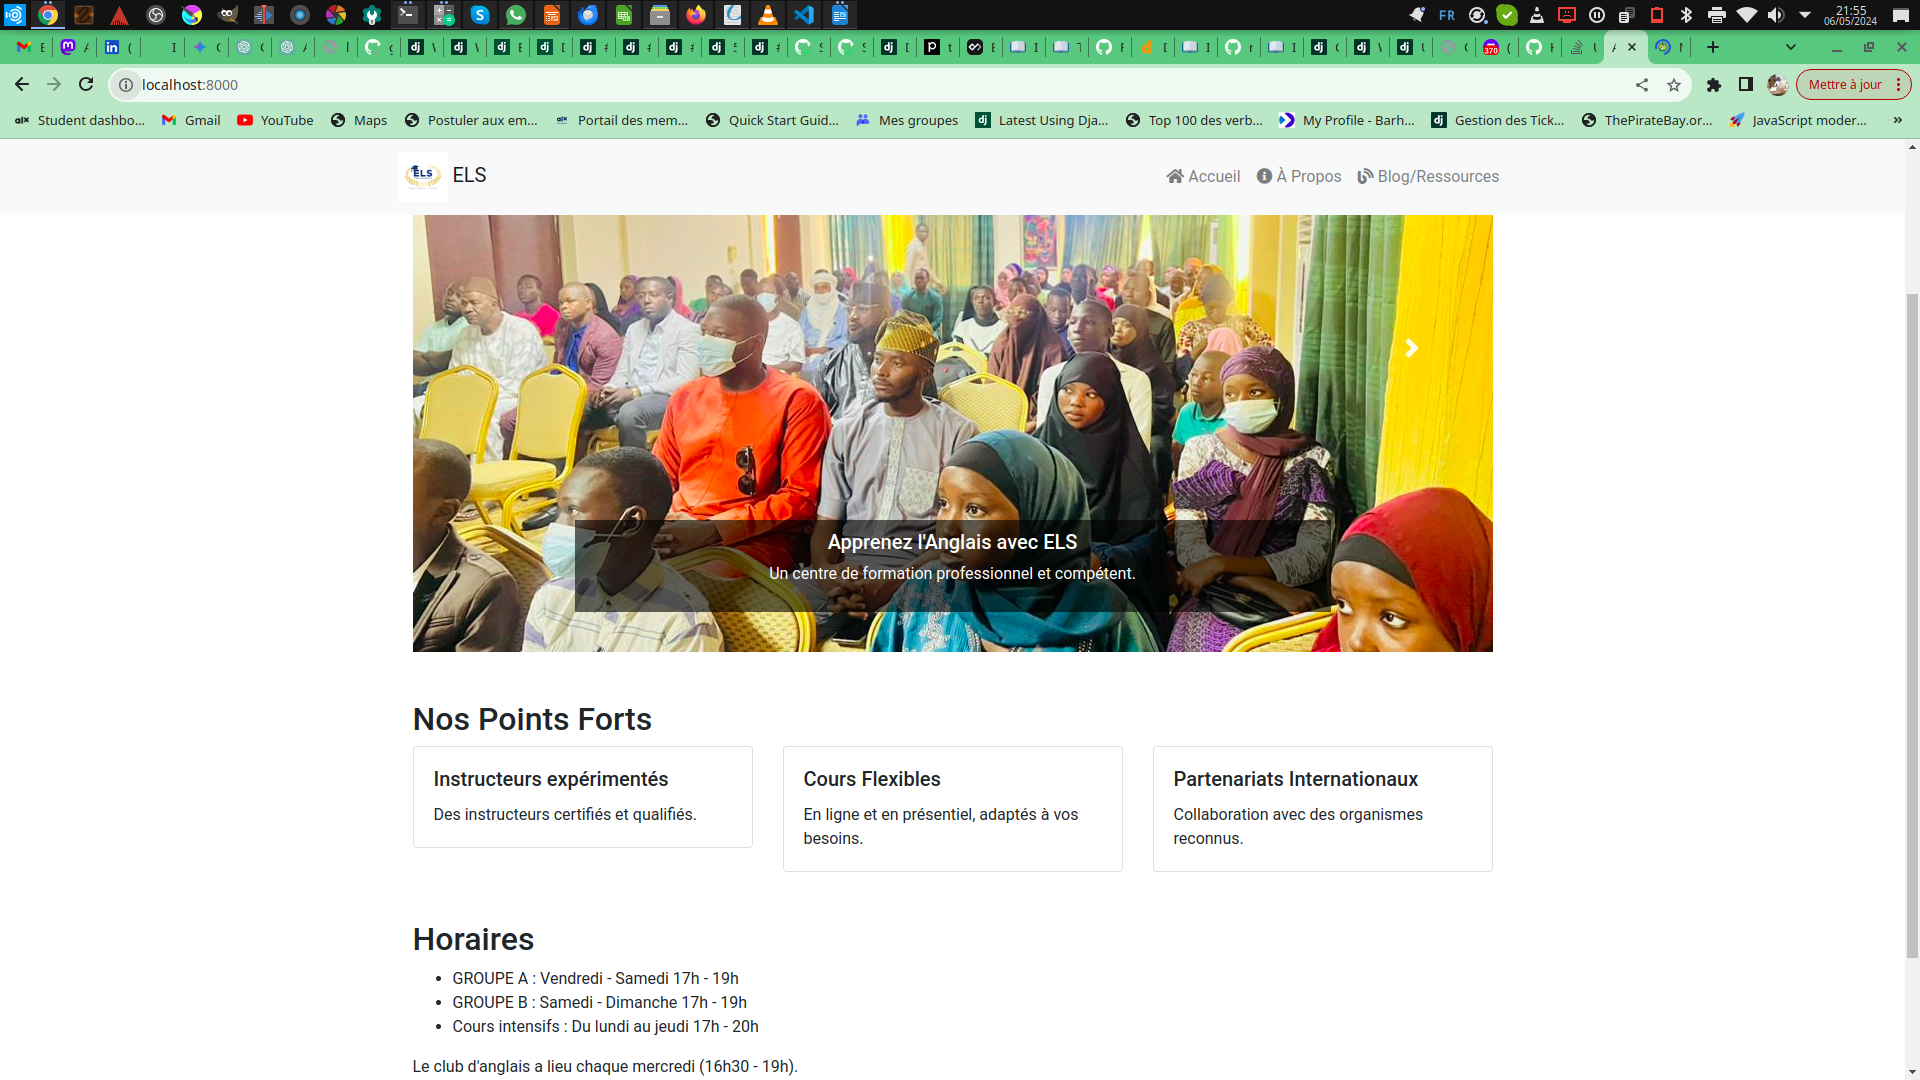 FR
21:55
06/05/2024
localhost:8000
Mettre à jour
Student dashbo...
Gmail
YouTube
Maps
Postuler aux em...
Portail des mem...
Quick Start Guid...
Mes groupes
Latest Using Dja...
Top 100 des verb...
My Profile - Barh...
Gestion des Tick...
ThePirateBay.or...
JavaScript moder...
»
ELS
ELS
Accueil
À Propos
Blog/Ressources
Apprenez l'Anglais avec ELS
Un centre de formation professionnel et compétent.
Nos Points Forts
Instructeurs expérimentés
Des instructeurs certifiés et qualifiés.
Cours Flexibles
En ligne et en présentiel, adaptés à vos
besoins.
Partenariats Internationaux
Collaboration avec des organismes
reconnus.
Horaires
• GROUPE A : Vendredi - Samedi 17h - 19h
• GROUPE B : Samedi - Dimanche 17h - 19h
• Cours intensifs : Du lundi au jeudi 17h - 20h
Le club d'anglais a lieu chaque mercredi (16h30 - 19h).